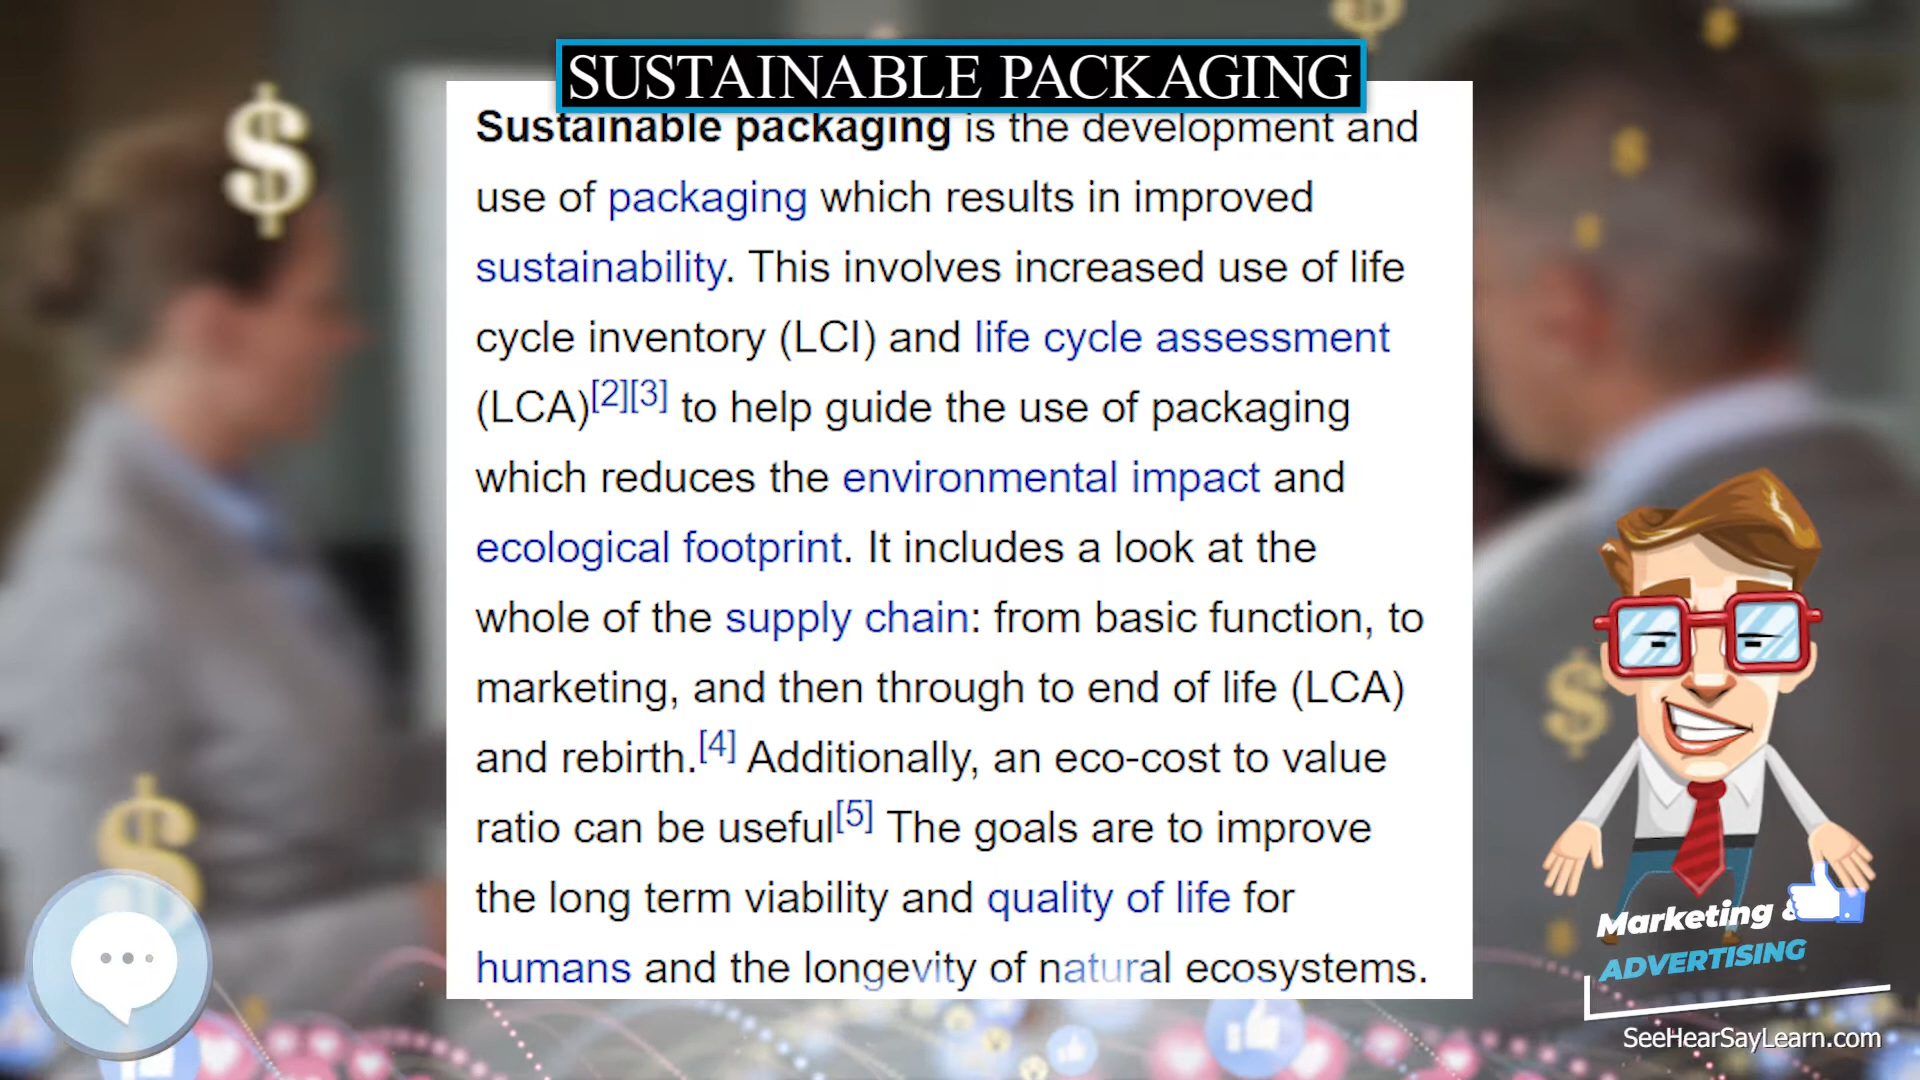 SUSTAINABLE PACKAGING
Sustainable packaging is the development and
use of packaging which results in improved
sustainability. This involves increased use of life
cycle inventory (LCI) and life cycle assessment
(LCA)[2][3] to help guide the use of packaging
which reduces the environmental impact and
ecological footprint. It includes a look at the
whole of the supply chain: from basic function, to
marketing, and then through to end of life (LCA)
and rebirth.[4] Additionally, an eco-cost to value
ratio can be useful[5] The goals are to improve
the long term viability and quality of life for
humans and the longevity of natural ecosystems.
Marketing &
ADVERTISING
SeeHearSayLearn.com